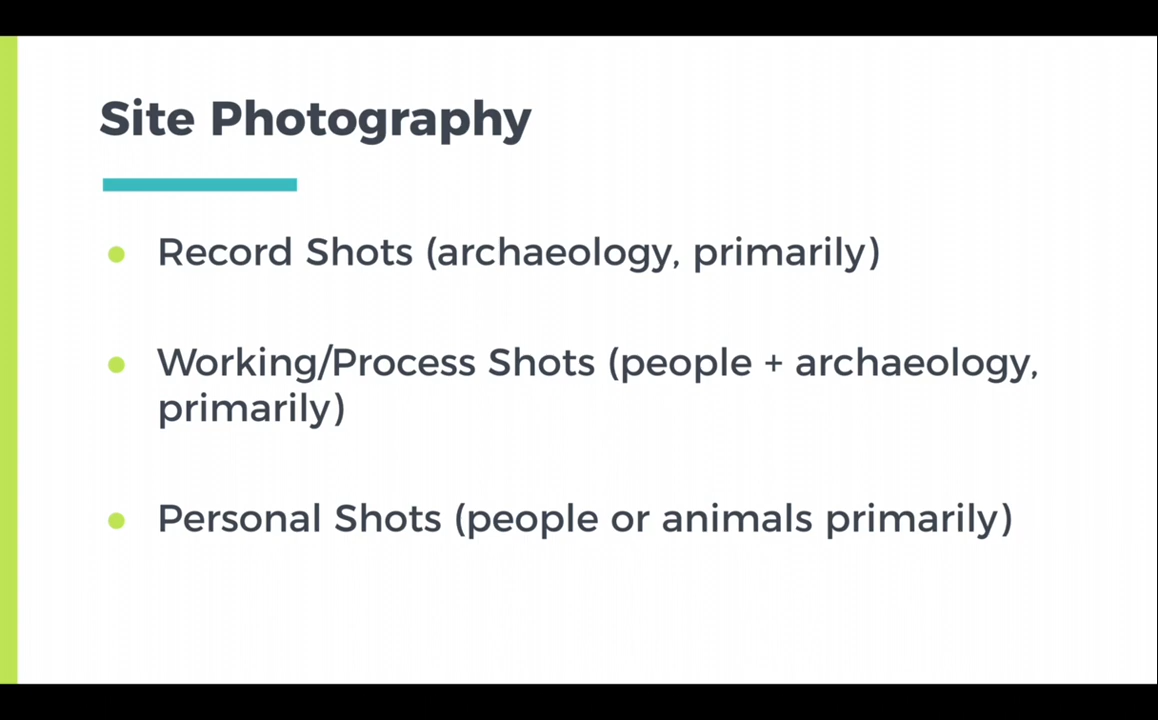 Site Photography
● Record Shots (archaeology, primarily)
● Working/Process Shots (people + archaeology,
primarily)
● Personal Shots (people or animals primarily)